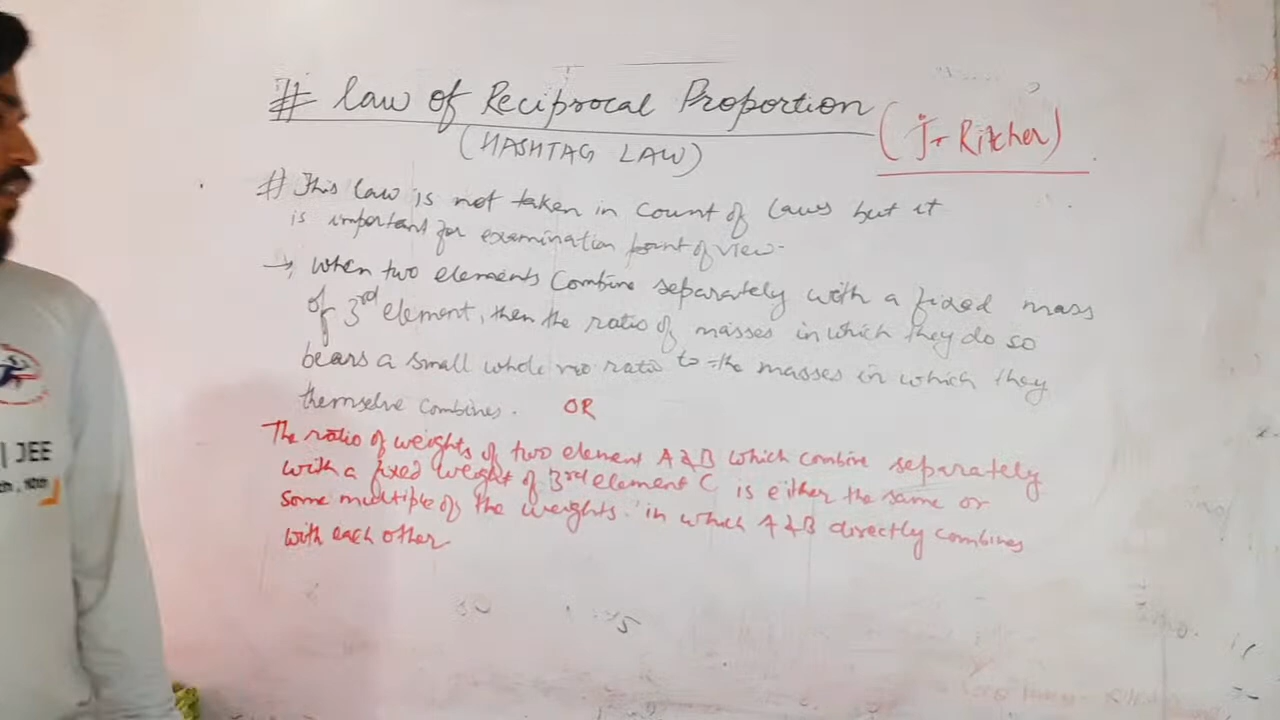 # Law of Reciprocal Proportion
(Jr Ritcher)
(HASHTAG LAW)
# This law is not taken in count of laws but it
is important for examination point of view-
→ When two elements Combine separately with a fixed mass
of 3rd element, then the ratio of masses in which they do so
bears a small whole no ratio to the masses in which they
themselve combines. OR
The ratio of weights of two element A & B which combine separately
with a fixed weight of 3rd element C is either the same or
some multiple of the weights in which A & B directly combines
with each other
| JEE
, 10th